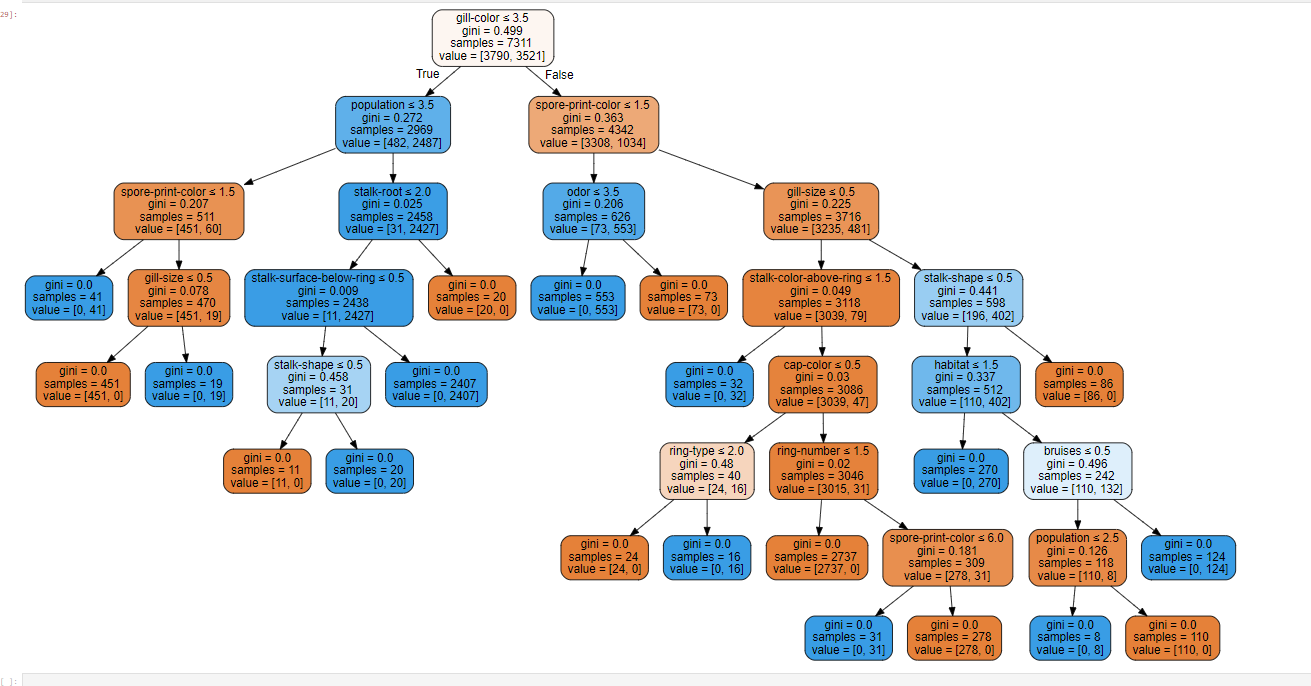 29]:
gill-color ≤ 3.5
gini = 0.499
samples = 7311
value = [3790, 3521]
True
False
population ≤ 3.5
gini = 0.272
samples = 2969
value = [482, 2487]
spore-print-color ≤ 1.5
gini = 0.363
samples = 4342
value = [3308, 1034]
spore-print-color ≤ 1.5
gini = 0.207
samples = 511
value = [451, 60]
stalk-root ≤ 2.0
gini = 0.025
samples = 2458
value = [31, 2427]
odor ≤ 3.5
gini = 0.206
samples = 626
value = [73, 553]
gill-size ≤ 0.5
gini = 0.225
samples = 3716
value = [3235, 481]
gini = 0.0
samples = 41
value = [0, 41]
gill-size ≤ 0.5
gini = 0.078
samples = 470
value = [451, 19]
stalk-surface-below-ring ≤ 0.5
gini = 0.009
samples = 2438
value = [11, 2427]
gini = 0.0
samples = 20
value = [20, 0]
gini = 0.0
samples = 553
value = [0, 553]
gini = 0.0
samples = 73
value = [73, 0]
stalk-color-above-ring ≤ 1.5
gini = 0.049
samples = 3118
value = [3039, 79]
stalk-shape ≤ 0.5
gini = 0.441
samples = 598
value = [196, 402]
gini = 0.0
samples = 451
value = [451, 0]
gini = 0.0
samples = 19
value = [0, 19]
stalk-shape ≤ 0.5
gini = 0.458
samples = 31
value = [11, 20]
gini = 0.0
samples = 2407
value = [0, 2407]
gini = 0.0
samples = 32
value = [0, 32]
cap-color ≤ 0.5
gini = 0.03
samples = 3086
value = [3039, 47]
habitat ≤ 1.5
gini = 0.337
samples = 512
value = [110, 402]
gini = 0.0
samples = 86
value = [86, 0]
gini = 0.0
samples = 11
value = [11, 0]
gini = 0.0
samples = 20
value = [0, 20]
ring-type ≤ 2.0
gini = 0.48
samples = 40
value = [24, 16]
ring-number ≤ 1.5
gini = 0.02
samples = 3046
value = [3015, 31]
gini = 0.0
samples = 270
value = [0, 270]
bruises ≤ 0.5
gini = 0.496
samples = 242
value = [110, 132]
gini = 0.0
samples = 24
value = [24, 0]
gini = 0.0
samples = 16
value = [0, 16]
gini = 0.0
samples = 2737
value = [2737, 0]
spore-print-color ≤ 6.0
gini = 0.181
samples = 309
value = [278, 31]
population ≤ 2.5
gini = 0.126
samples = 118
value = [110, 8]
gini = 0.0
samples = 124
value = [0, 124]
gini = 0.0
samples = 31
value = [0, 31]
gini = 0.0
samples = 278
value = [278, 0]
gini = 0.0
samples = 8
value = [0, 8]
gini = 0.0
samples = 110
value = [110, 0]
[ ]: